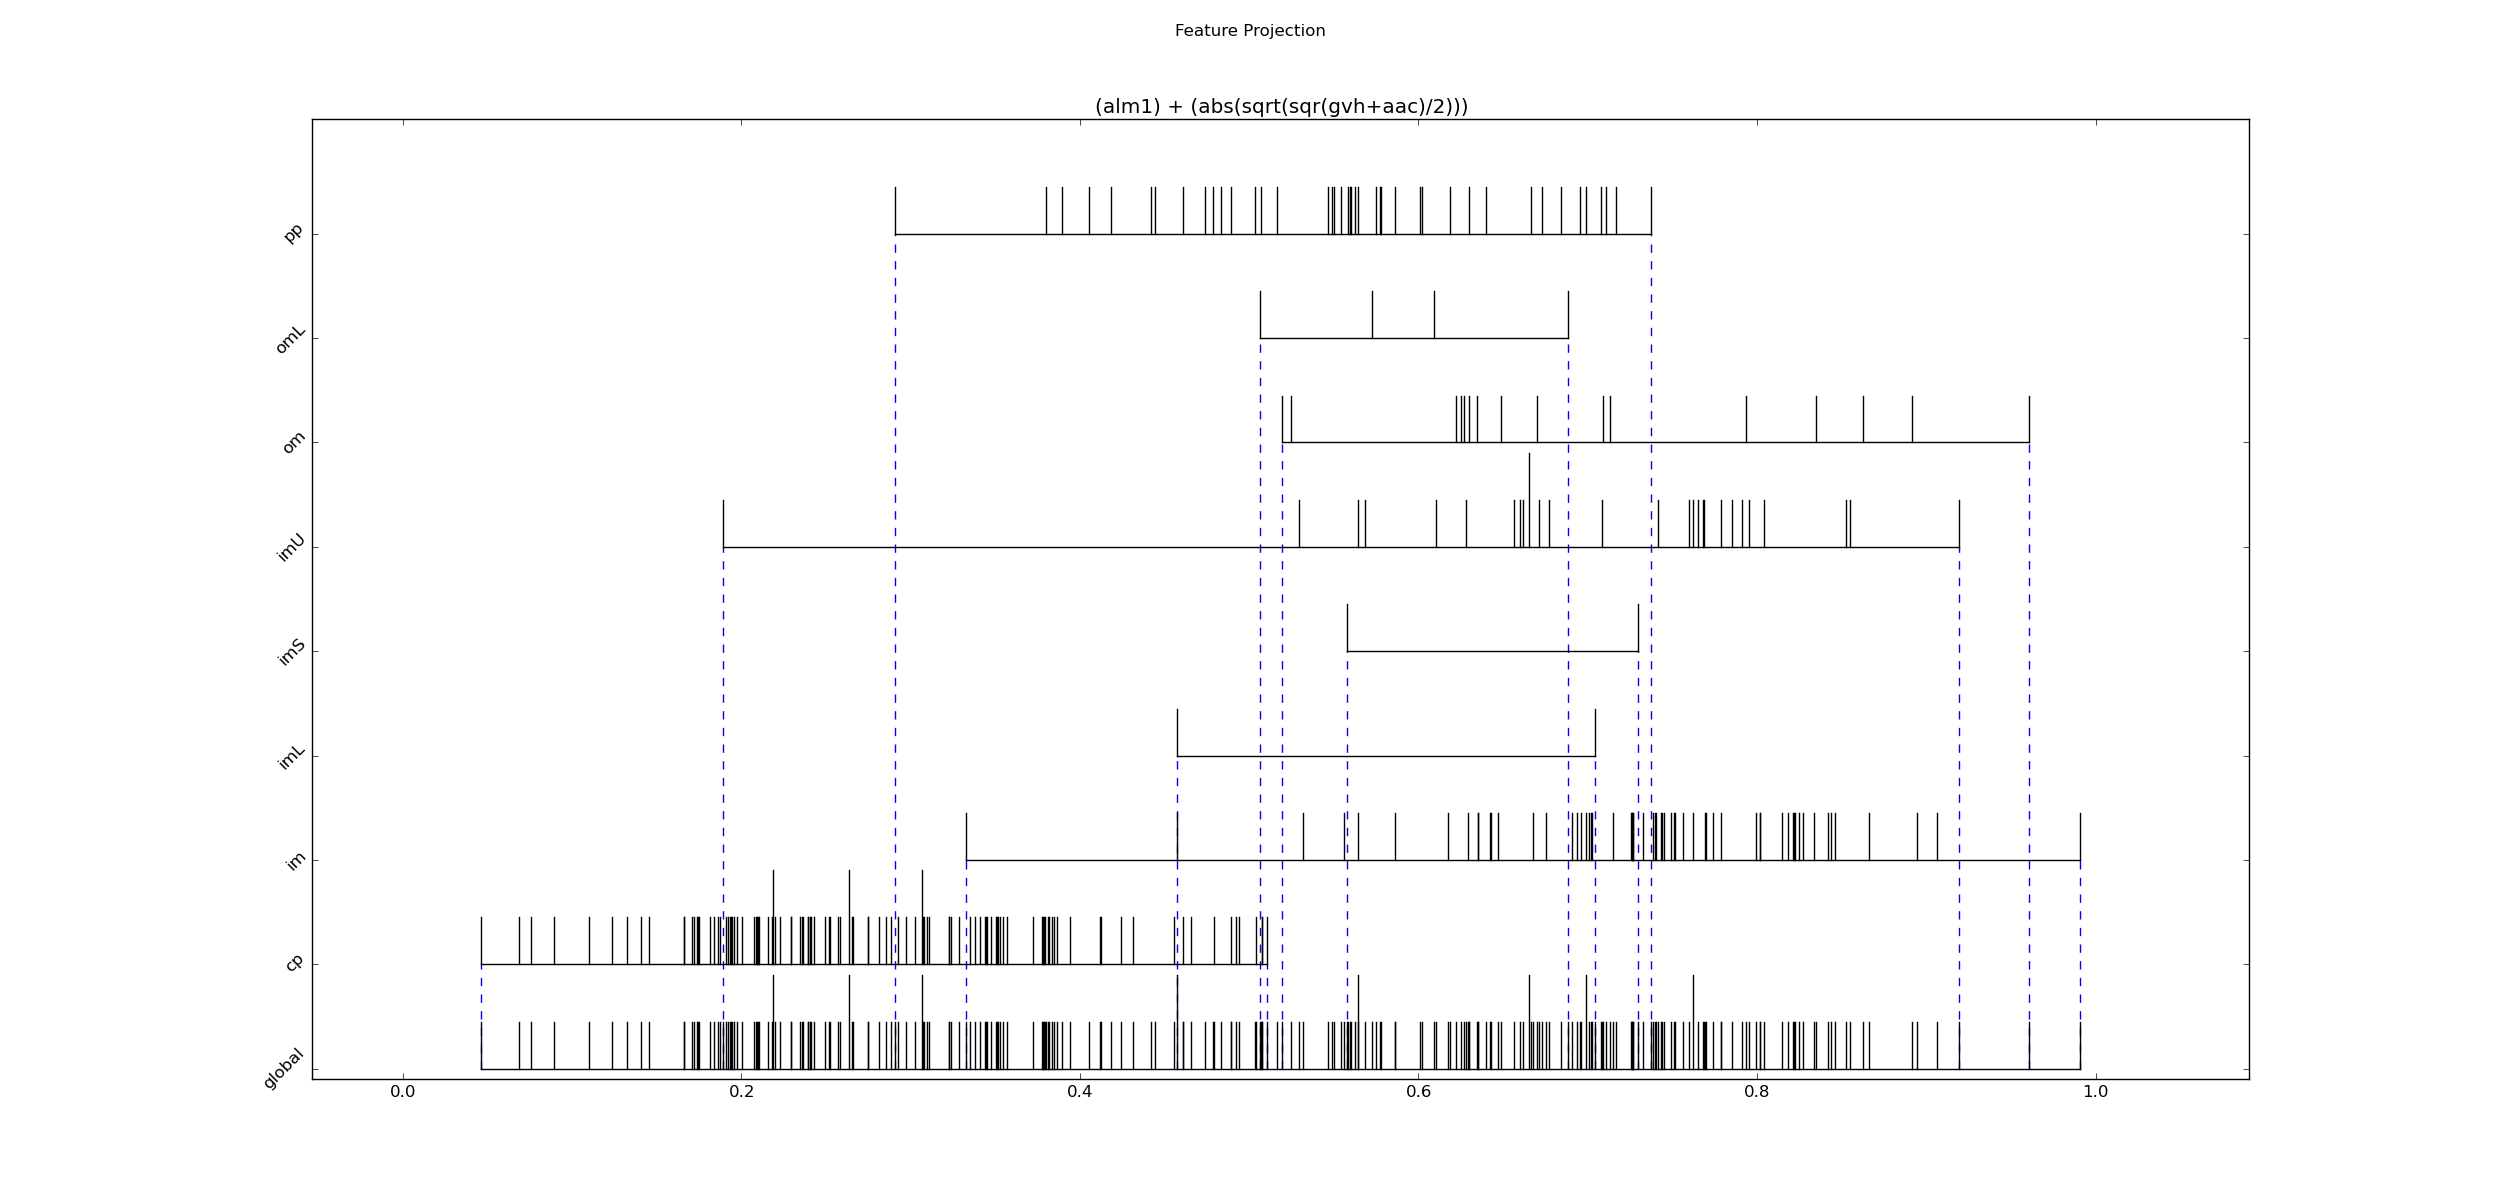 Feature Projection
(alm1) + (abs(sqrt(sqr(gvh+aac)/2)))
pp
omL
om
imU
imS
imL
im
cp
global
0.0 0.2 0.4 0.6 0.8 1.0